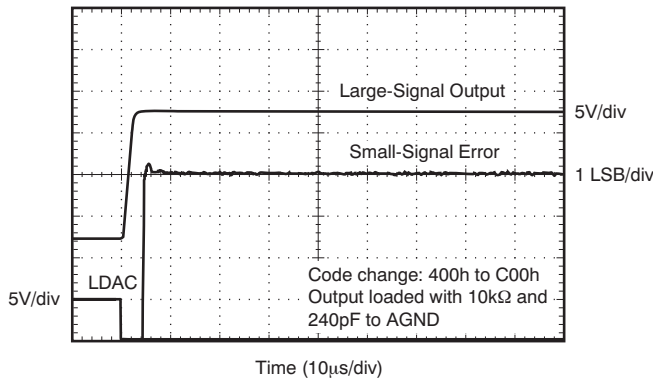 Large-Signal Output
5V/div
Small-Signal Error
1 LSB/div
LDAC
5V/div
Code change: 400h to C00h
Output loaded with 10kΩ and
240pF to AGND
Time (10μs/div)